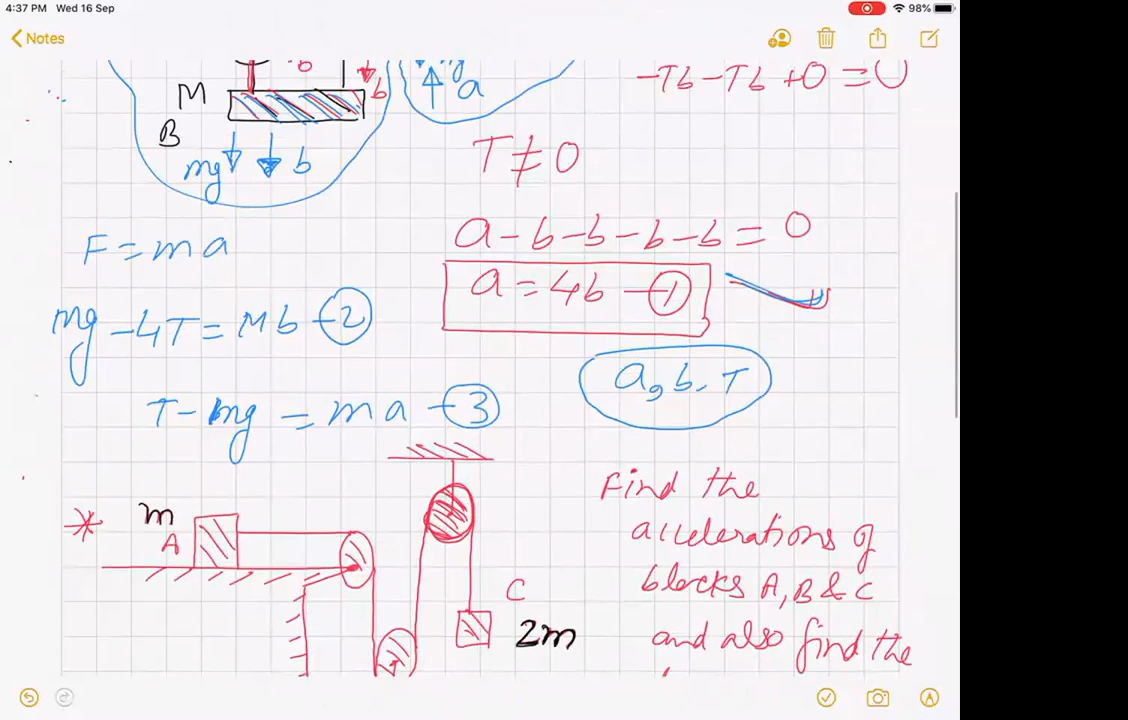 4:37 PM Wed 16 Sep
98%
Notes
b
b
M
B
mg b
a
-Tb -Tb +0 = 0
T ≠ 0
F = ma
a - b - b - b - b = 0
a = 4b - 1
mg - 4T = Mb - 2
a, b, T
T - mg = ma - 3
* m
A
C
2m
Find the
accelerations of
blocks A, B & C
and also find the